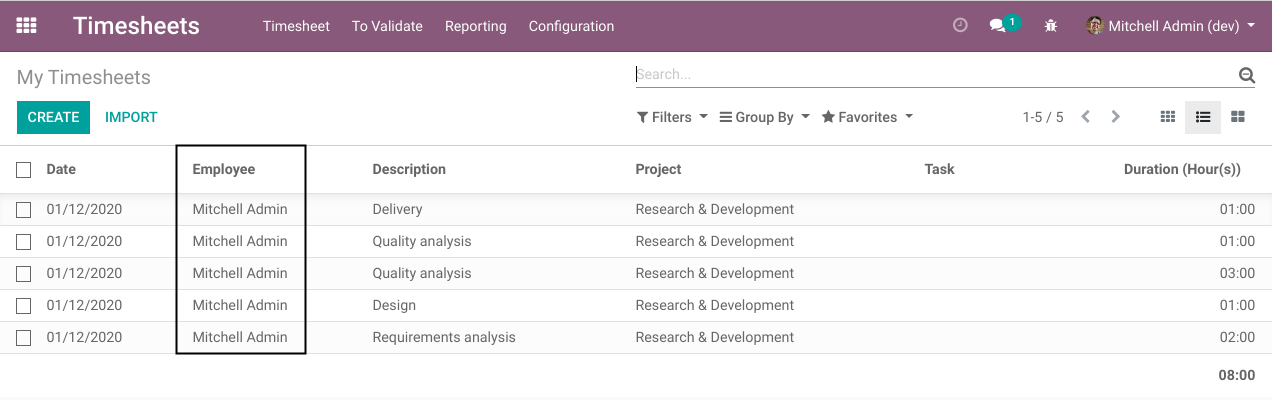 Timesheets Timesheet To Validate Reporting Configuration 1 Mitchell Admin (dev)
My Timesheets Search...
CREATE IMPORT Filters Group By Favorites 1-5 / 5
Date Employee Description Project Task Duration (Hour(s))
01/12/2020 Mitchell Admin Delivery Research & Development 01:00
01/12/2020 Mitchell Admin Quality analysis Research & Development 01:00
01/12/2020 Mitchell Admin Quality analysis Research & Development 03:00
01/12/2020 Mitchell Admin Design Research & Development 01:00
01/12/2020 Mitchell Admin Requirements analysis Research & Development 02:00
08:00